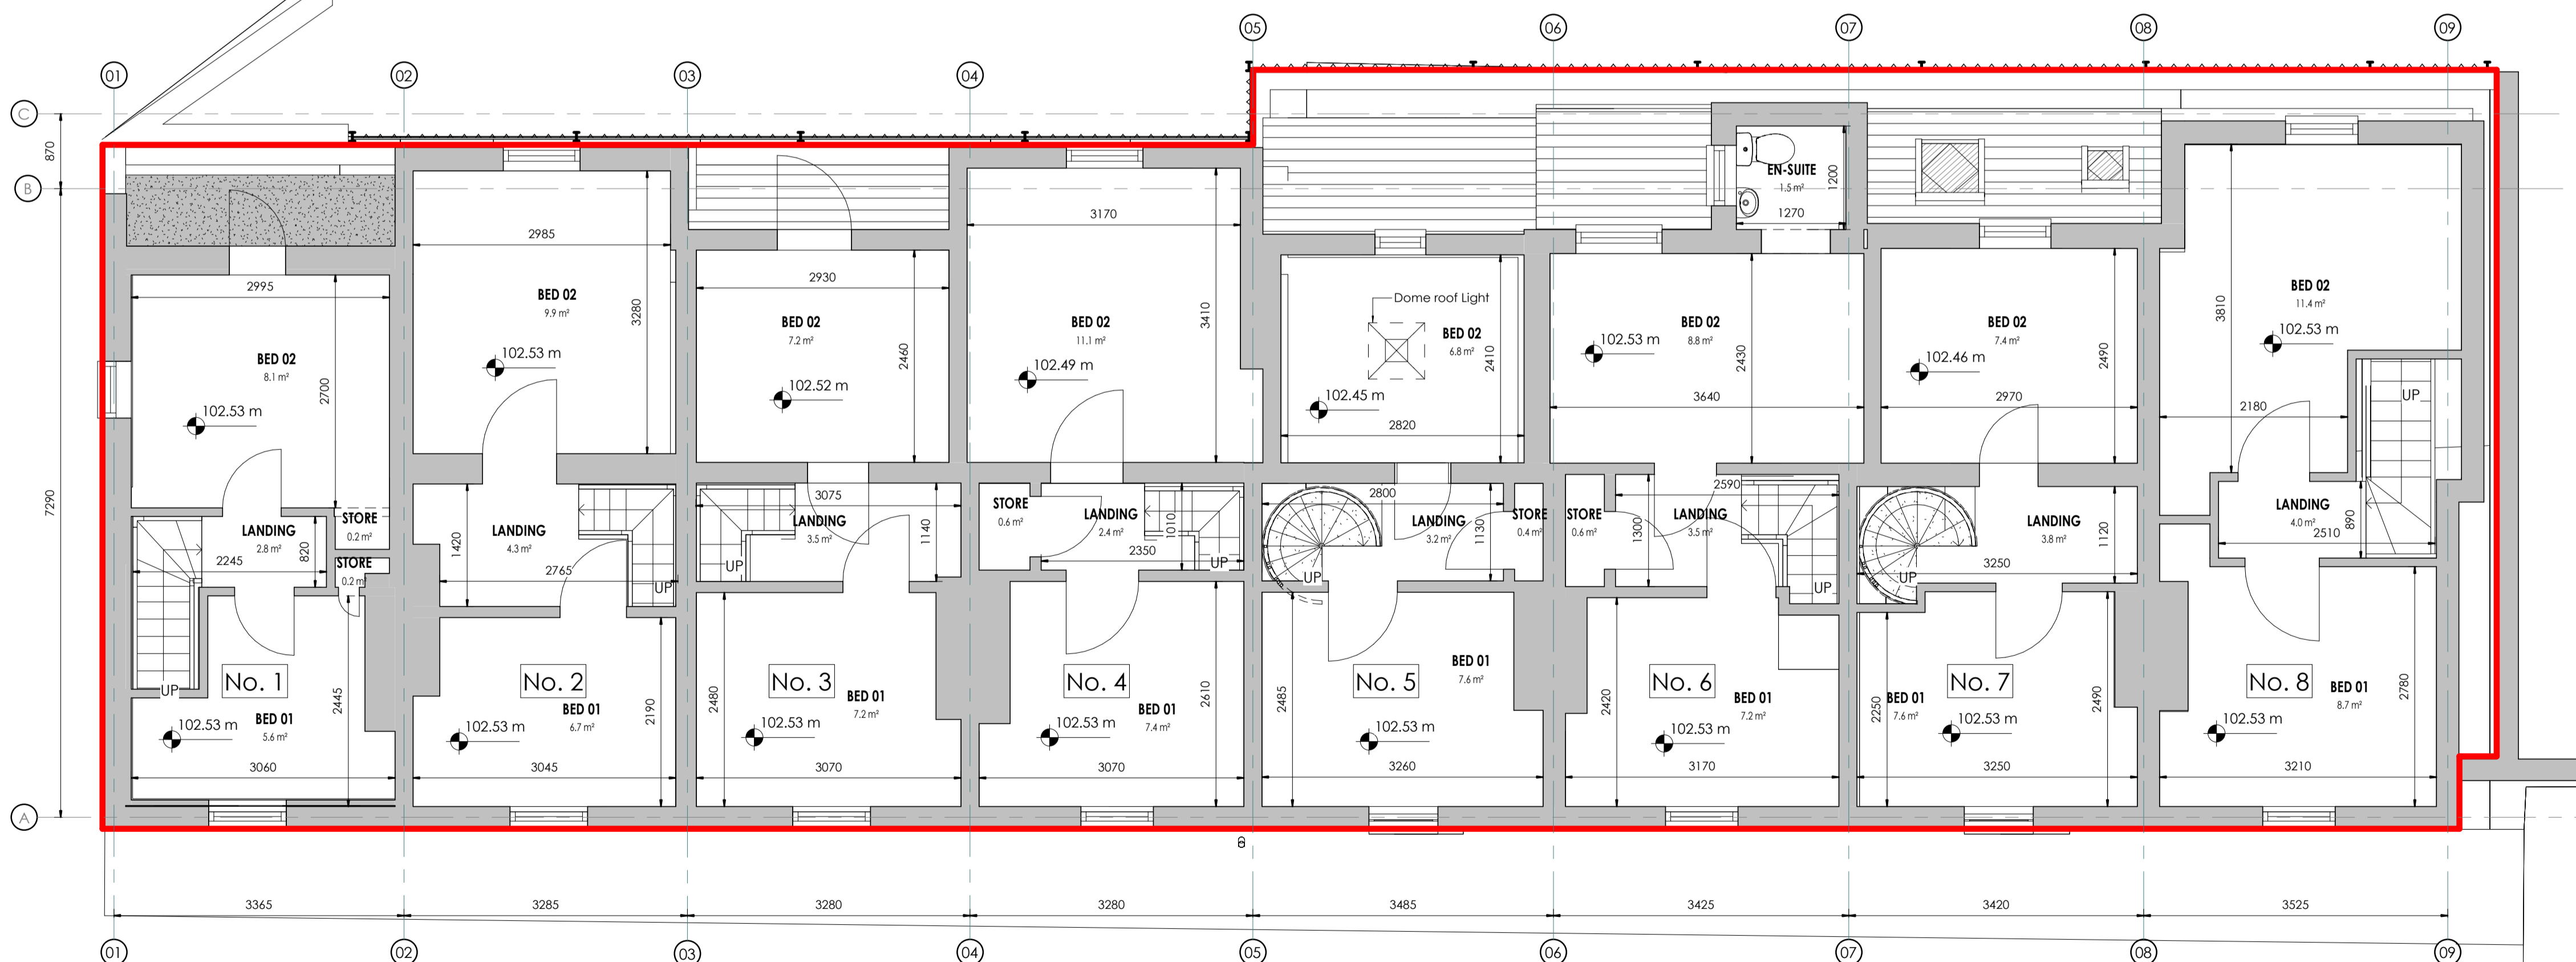 05
06
07
08
09
01
02
03
04
C
870
B
7290
A
EN-SUITE
1.5 m²
1200
1270
2995
BED 02
8.1 m²
2700
102.53 m
2985
BED 02
9.9 m²
3280
102.53 m
2930
BED 02
7.2 m²
2460
102.52 m
3170
BED 02
11.1 m²
3410
102.49 m
Dome roof Light
BED 02
6.8 m²
2410
102.45 m
2820
102.53 m
BED 02
8.8 m²
2430
3640
BED 02
7.4 m²
2490
102.46 m
2970
BED 02
11.4 m²
3810
102.53 m
2180
UP
LANDING
2.8 m²
820
2245
STORE
0.2 m²
STORE
0.2 m²
UP
LANDING
4.3 m²
1420
2765
UP
3075
LANDING
3.5 m²
1140
UP
STORE
0.6 m²
LANDING
2.4 m²
1010
2350
UP
2800
LANDING
3.2 m²
1130
UP
STORE
0.4 m²
STORE
0.6 m²
1300
2590
LANDING
3.5 m²
UP
LANDING
3.8 m²
1120
3250
UP
LANDING
4.0 m²
890
2510
No. 1
2445
BED 01
5.6 m²
102.53 m
3060
No. 2
BED 01
6.7 m²
2190
102.53 m
3045
No. 3
2480
BED 01
7.2 m²
102.53 m
3070
No. 4
BED 01
7.4 m²
2610
102.53 m
3070
No. 5
BED 01
7.6 m²
2485
102.53 m
3260
No. 6
2420
BED 01
7.2 m²
102.53 m
3170
No. 7
2250
BED 01
7.6 m²
2490
102.53 m
3250
No. 8
BED 01
8.7 m²
2780
102.53 m
3210
3365
3285
3280
3280
3485
3425
3420
3525
01
02
03
04
05
06
07
08
09